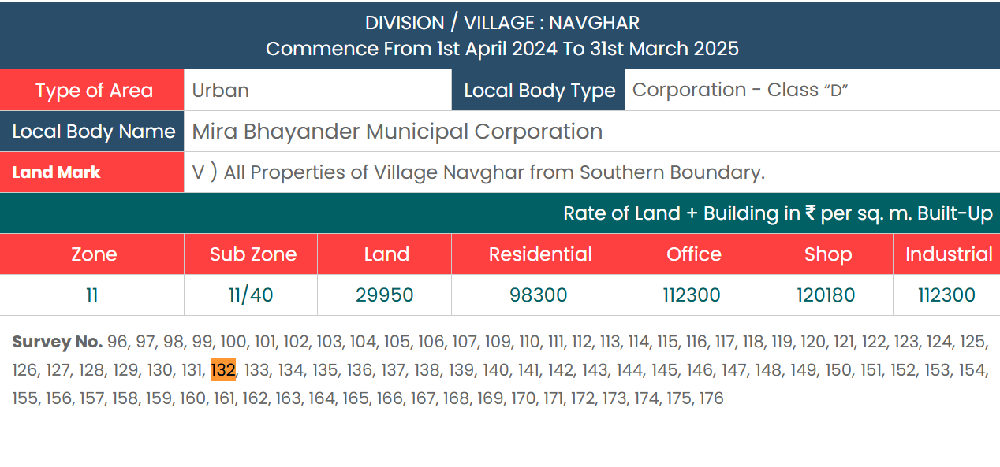 DIVISION / VILLAGE : NAVGHAR
Commence From 1st April 2024 To 31st March 2025
Type of Area Urban Local Body Type Corporation - Class “D”
Local Body Name Mira Bhayander Municipal Corporation
Land Mark V ) All Properties of Village Navghar from Southern Boundary.
Rate of Land + Building in ₹ per sq. m. Built-Up
Zone Sub Zone Land Residential Office Shop Industrial
11 11/40 29950 98300 112300 120180 112300
Survey No. 96, 97, 98, 99, 100, 101, 102, 103, 104, 105, 106, 107, 109, 110, 111, 112, 113, 114, 115, 116, 117, 118, 119, 120, 121, 122, 123, 124, 125,
126, 127, 128, 129, 130, 131, 132, 133, 134, 135, 136, 137, 138, 139, 140, 141, 142, 143, 144, 145, 146, 147, 148, 149, 150, 151, 152, 153, 154,
155, 156, 157, 158, 159, 160, 161, 162, 163, 164, 165, 166, 167, 168, 169, 170, 171, 172, 173, 174, 175, 176